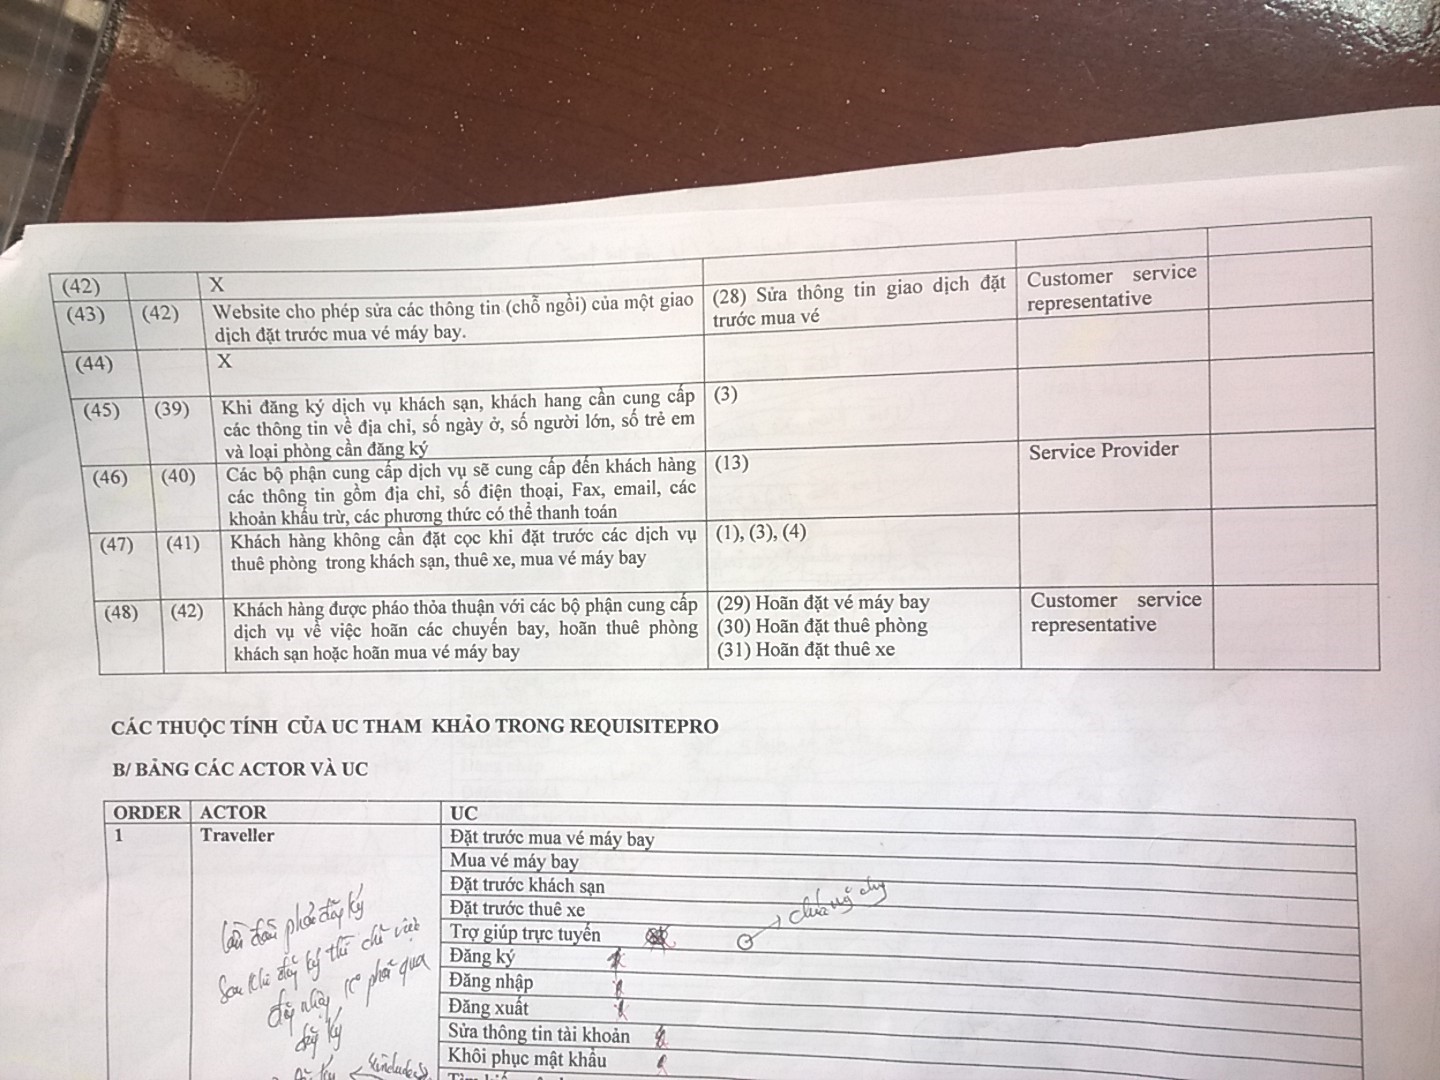 (42) X
(43) (42) Website cho phép sửa các thông tin (chỗ ngồi) của một giao
dịch đặt trước mua vé máy bay.
(28) Sửa thông tin giao dịch đặt
trước mua vé
Customer service
representative
(44) X
(45) (39) Khi đăng ký dịch vụ khách sạn, khách hang cần cung cấp
các thông tin về địa chỉ, số ngày ở, số người lớn, số trẻ em
và loại phòng cần đăng ký
(3)
(46) (40) Các bộ phận cung cấp dịch vụ sẽ cung cấp đến khách hàng
các thông tin gồm địa chỉ, số điện thoại, Fax, email, các
khoản khấu trừ, các phương thức có thể thanh toán
(13)
Service Provider
(47) (41) Khách hàng không cần đặt cọc khi đặt trước các dịch vụ
thuê phòng trong khách sạn, thuê xe, mua vé máy bay
(1), (3), (4)
(48) (42) Khách hàng được pháo thỏa thuận với các bộ phận cung cấp
dịch vụ về việc hoãn các chuyến bay, hoãn thuê phòng
khách sạn hoặc hoãn mua vé máy bay
(29) Hoãn đặt vé máy bay
(30) Hoãn đặt thuê phòng
(31) Hoãn đặt thuê xe
Customer service
representative
CÁC THUỘC TÍNH CỦA UC THAM KHẢO TRONG REQUISITEPRO
B/ BẢNG CÁC ACTOR VÀ UC
ORDER ACTOR UC
1 Traveller Đặt trước mua vé máy bay
Mua vé máy bay
Đặt trước khách sạn
Đặt trước thuê xe
Trợ giúp trực tuyến
Đăng ký
Đăng nhập
Đăng xuất
Sửa thông tin tài khoản
Khôi phục mật khẩu
lần đầu phải đăng ký
sau khi đăng ký thì chỉ việc
đăng nhập phải qua
đăng ký